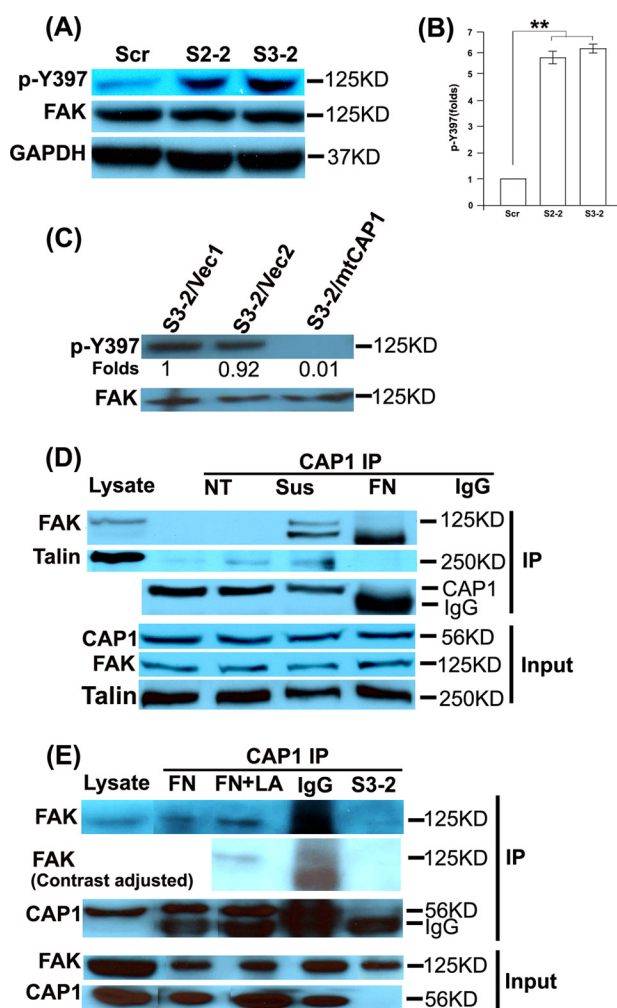 (A)
Scr S2-2 S3-2
p-Y397 125KD
FAK 125KD
GAPDH 37KD
(B)
**
7
6
5
4
3
2
1
0
p-Y397(folds)
Scr S2-2 S3-2
(C)
S3-2/Vec1 S3-2/Vec2 S3-2/mtCAP1
p-Y397 125KD
Folds 1 0.92 0.01
FAK 125KD
(D)
CAP1 IP
Lysate NT Sus FN IgG
FAK 125KD
Talin 250KD
IP
CAP1
IgG
CAP1 56KD
FAK 125KD
Input
Talin 250KD
(E)
CAP1 IP
Lysate FN FN+LA IgG S3-2
FAK 125KD
FAK 125KD
(Contrast adjusted)
IP
CAP1 56KD
IgG
FAK 125KD
Input
CAP1 56KD